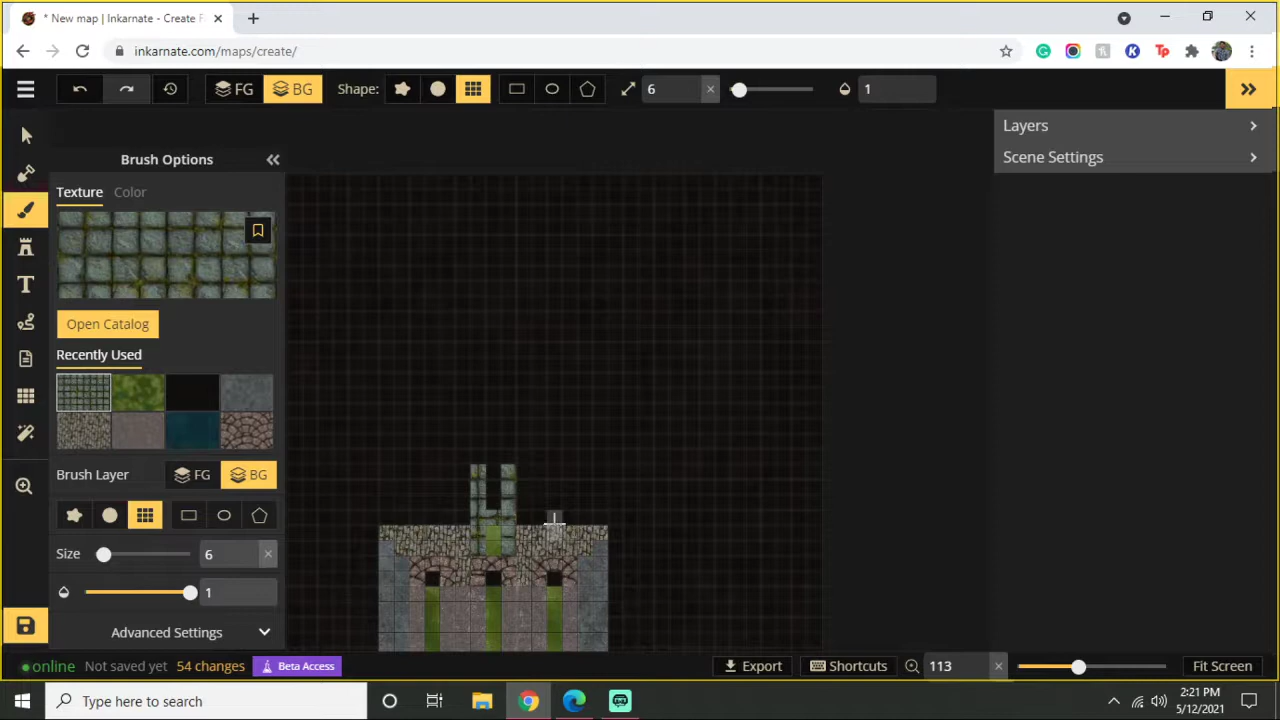 * New map | Inkarnate - Create F
inkarnate.com/maps/create/
FG
BG
Shape:
6
1
Layers
Scene Settings
Brush Options
Texture
Color
Open Catalog
Recently Used
Brush Layer
FG
BG
Size
6
1
Advanced Settings
online
Not saved yet
54 changes
Beta Access
Export
Shortcuts
113
Fit Screen
Type here to search
2:21 PM
5/12/2021